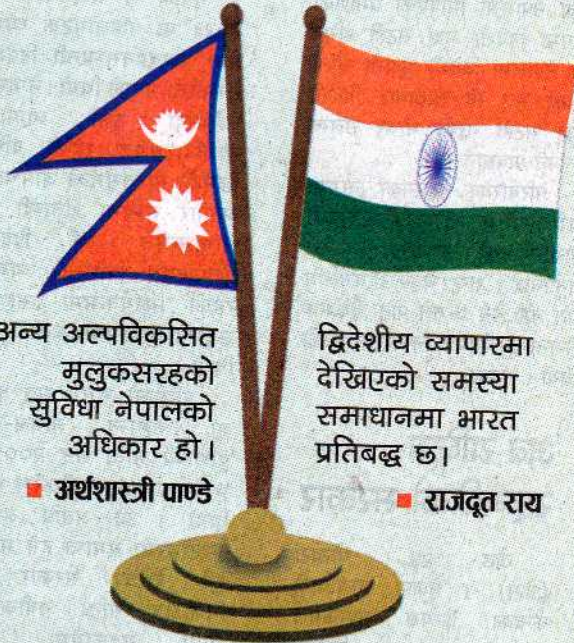 अन्य अल्पविकसित
मुलुकसरहको
सुविधा नेपालको
अधिकार हो।
■ अर्थशास्त्री पाण्डे
द्विदेशीय व्यापारमा
देखिएको समस्या
समाधानमा भारत
प्रतिबद्ध छ।
■ राजदूत राय